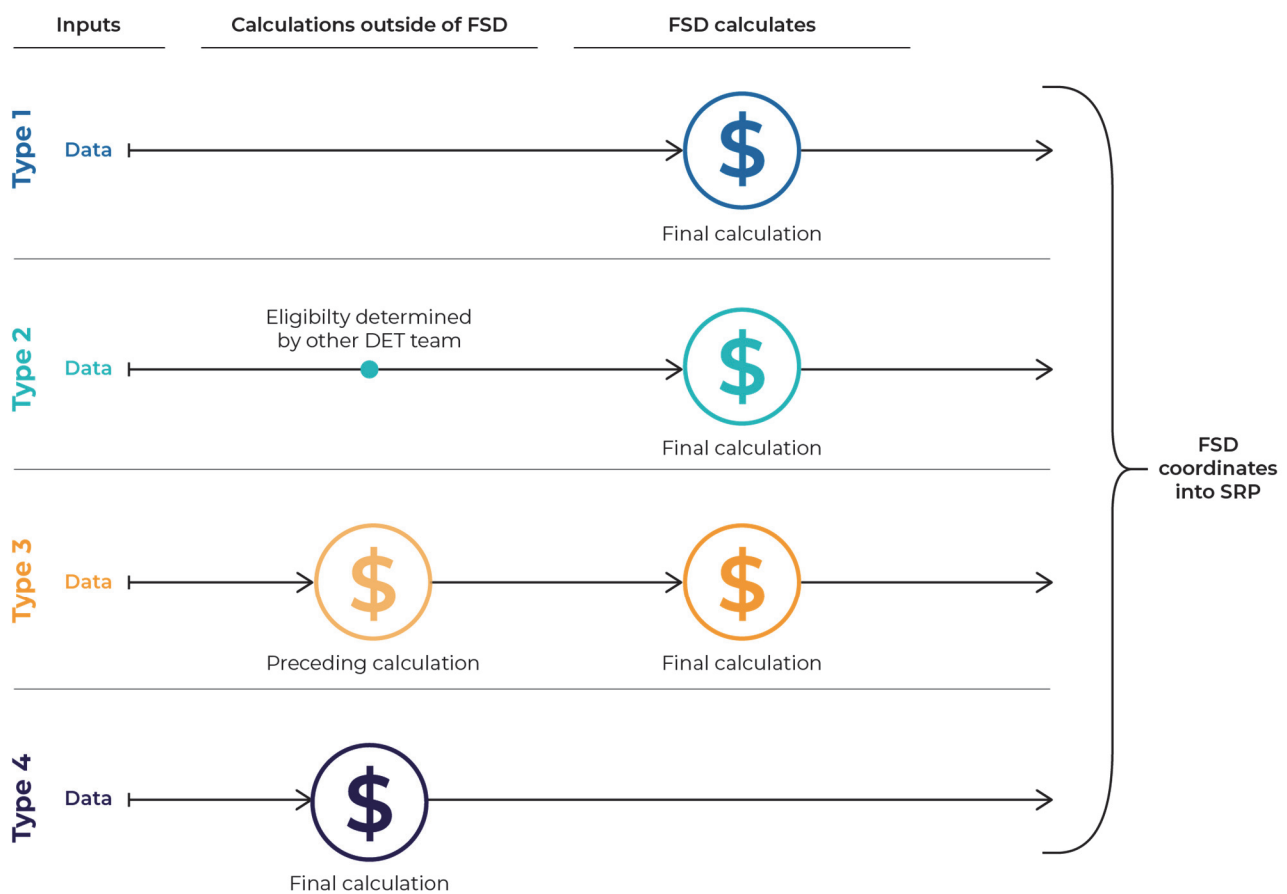 Inputs
Calculations outside of FSD
FSD calculates
Type 1
Data
$
Final calculation
Type 2
Data
Eligibilty determined
by other DET team
$
Final calculation
Type 3
Data
$
Preceding calculation
$
Final calculation
Type 4
Data
$
Final calculation
FSD
coordinates
into SRP